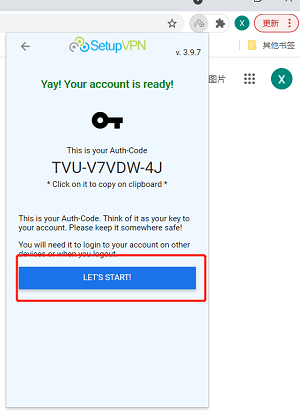 X
更新
其他书签
SetupVPN
v. 3.9.7
图片
X
Yay! Your account is ready!
This is your Auth-Code
TVU-V7VDW-4J
* Click on it to copy on clipboard *
This is your Auth-Code. Think of it as your key to
your account. Please keep it somewhere safe!
You will need it to login to your account on other
devices or when you logout.
LET'S START!